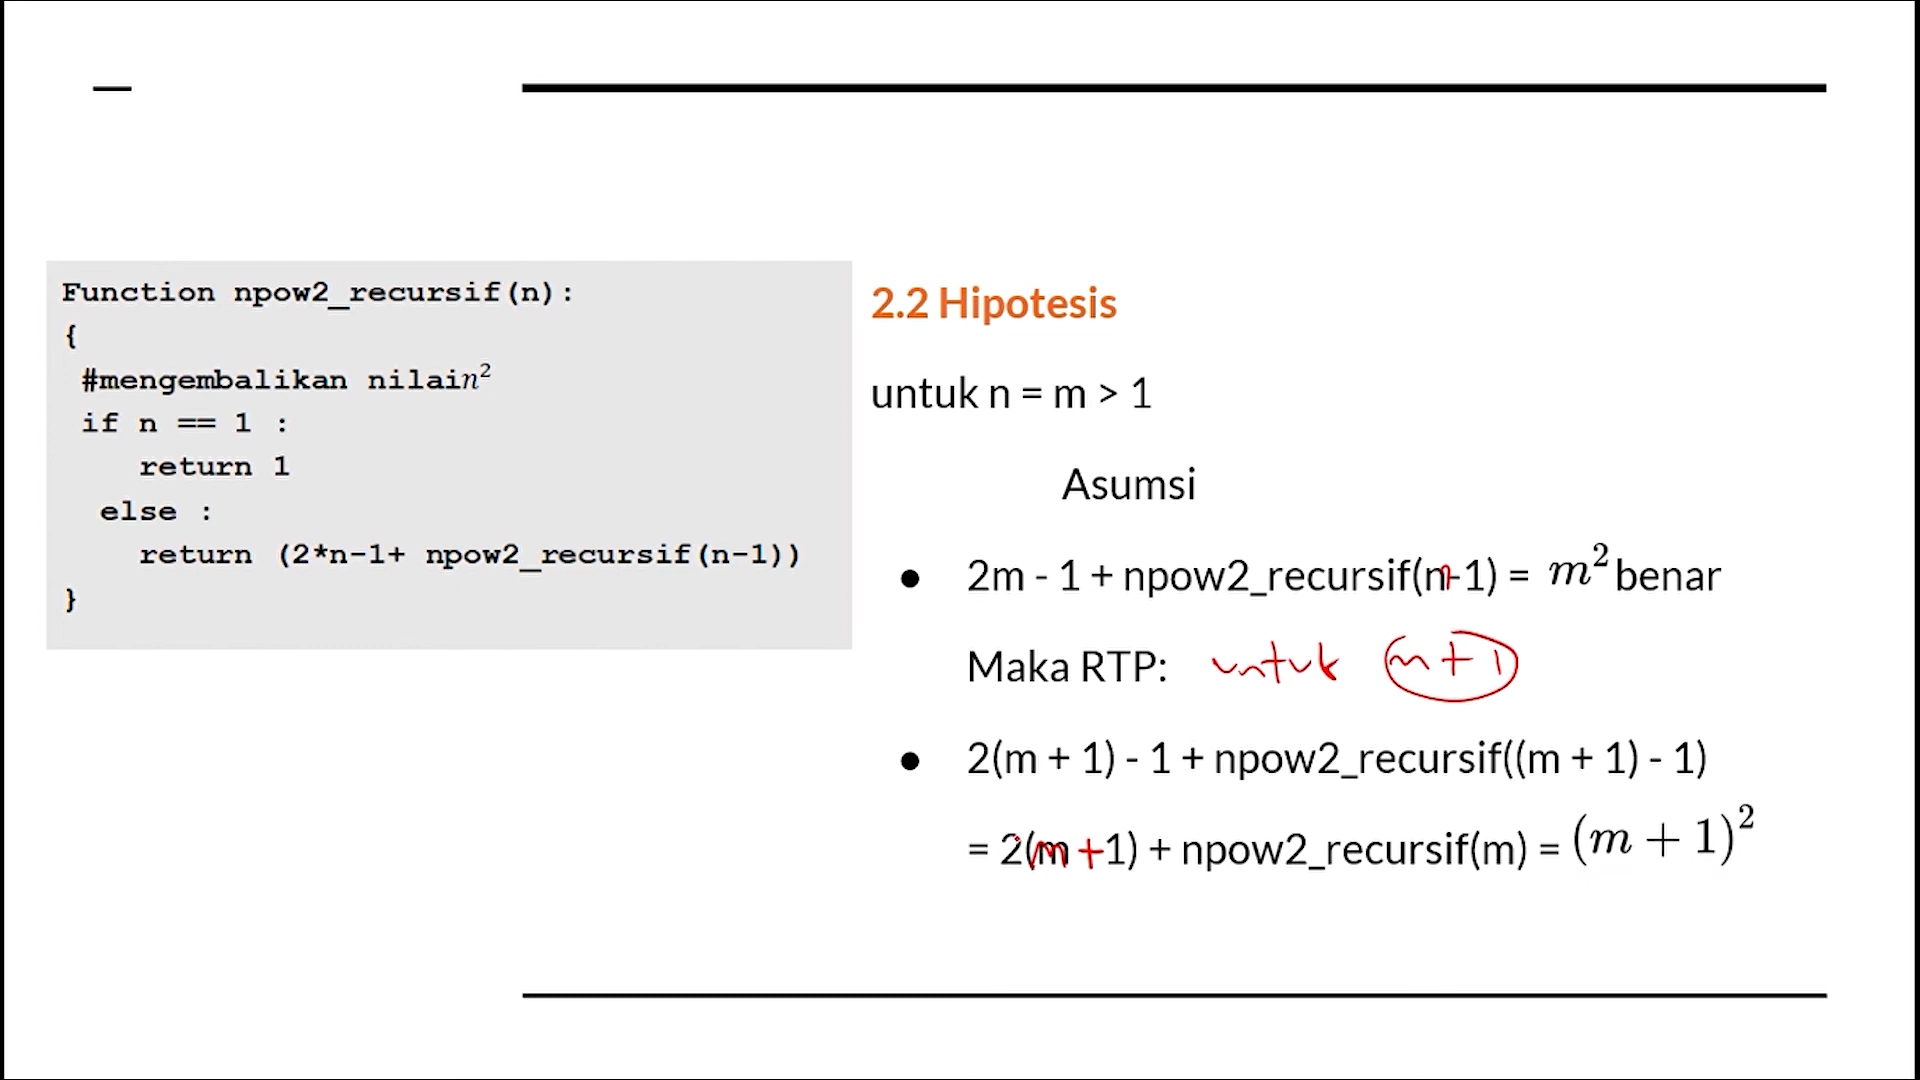 Function npow2_recursif(n):
{
#mengembalikan nilai𝑛²
if n == 1 :
return 1
else :
return (2*n-1+ npow2_recursif(n-1))
}
2.2 Hipotesis
untuk n = m > 1
Asumsi
● 2m - 1 + npow2_recursif(m-1) = m² benar
Maka RTP: untuk m+1
● 2(m + 1) - 1 + npow2_recursif((m + 1) - 1)
= 2(m+1) + npow2_recursif(m) = (m + 1)²